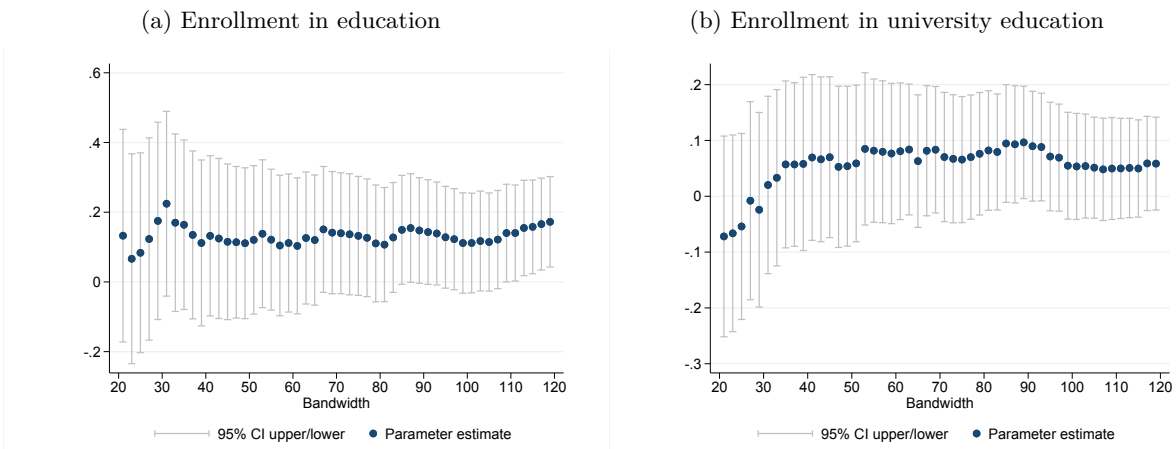 (a) Enrollment in education
.6
.4
.2
0
-.2
20 30 40 50 60 70 80 90 100 110 120
Bandwidth
95% CI upper/lower Parameter estimate
(b) Enrollment in university education
.2
.1
0
-.1
-.2
-.3
20 30 40 50 60 70 80 90 100 110 120
Bandwidth
95% CI upper/lower Parameter estimate